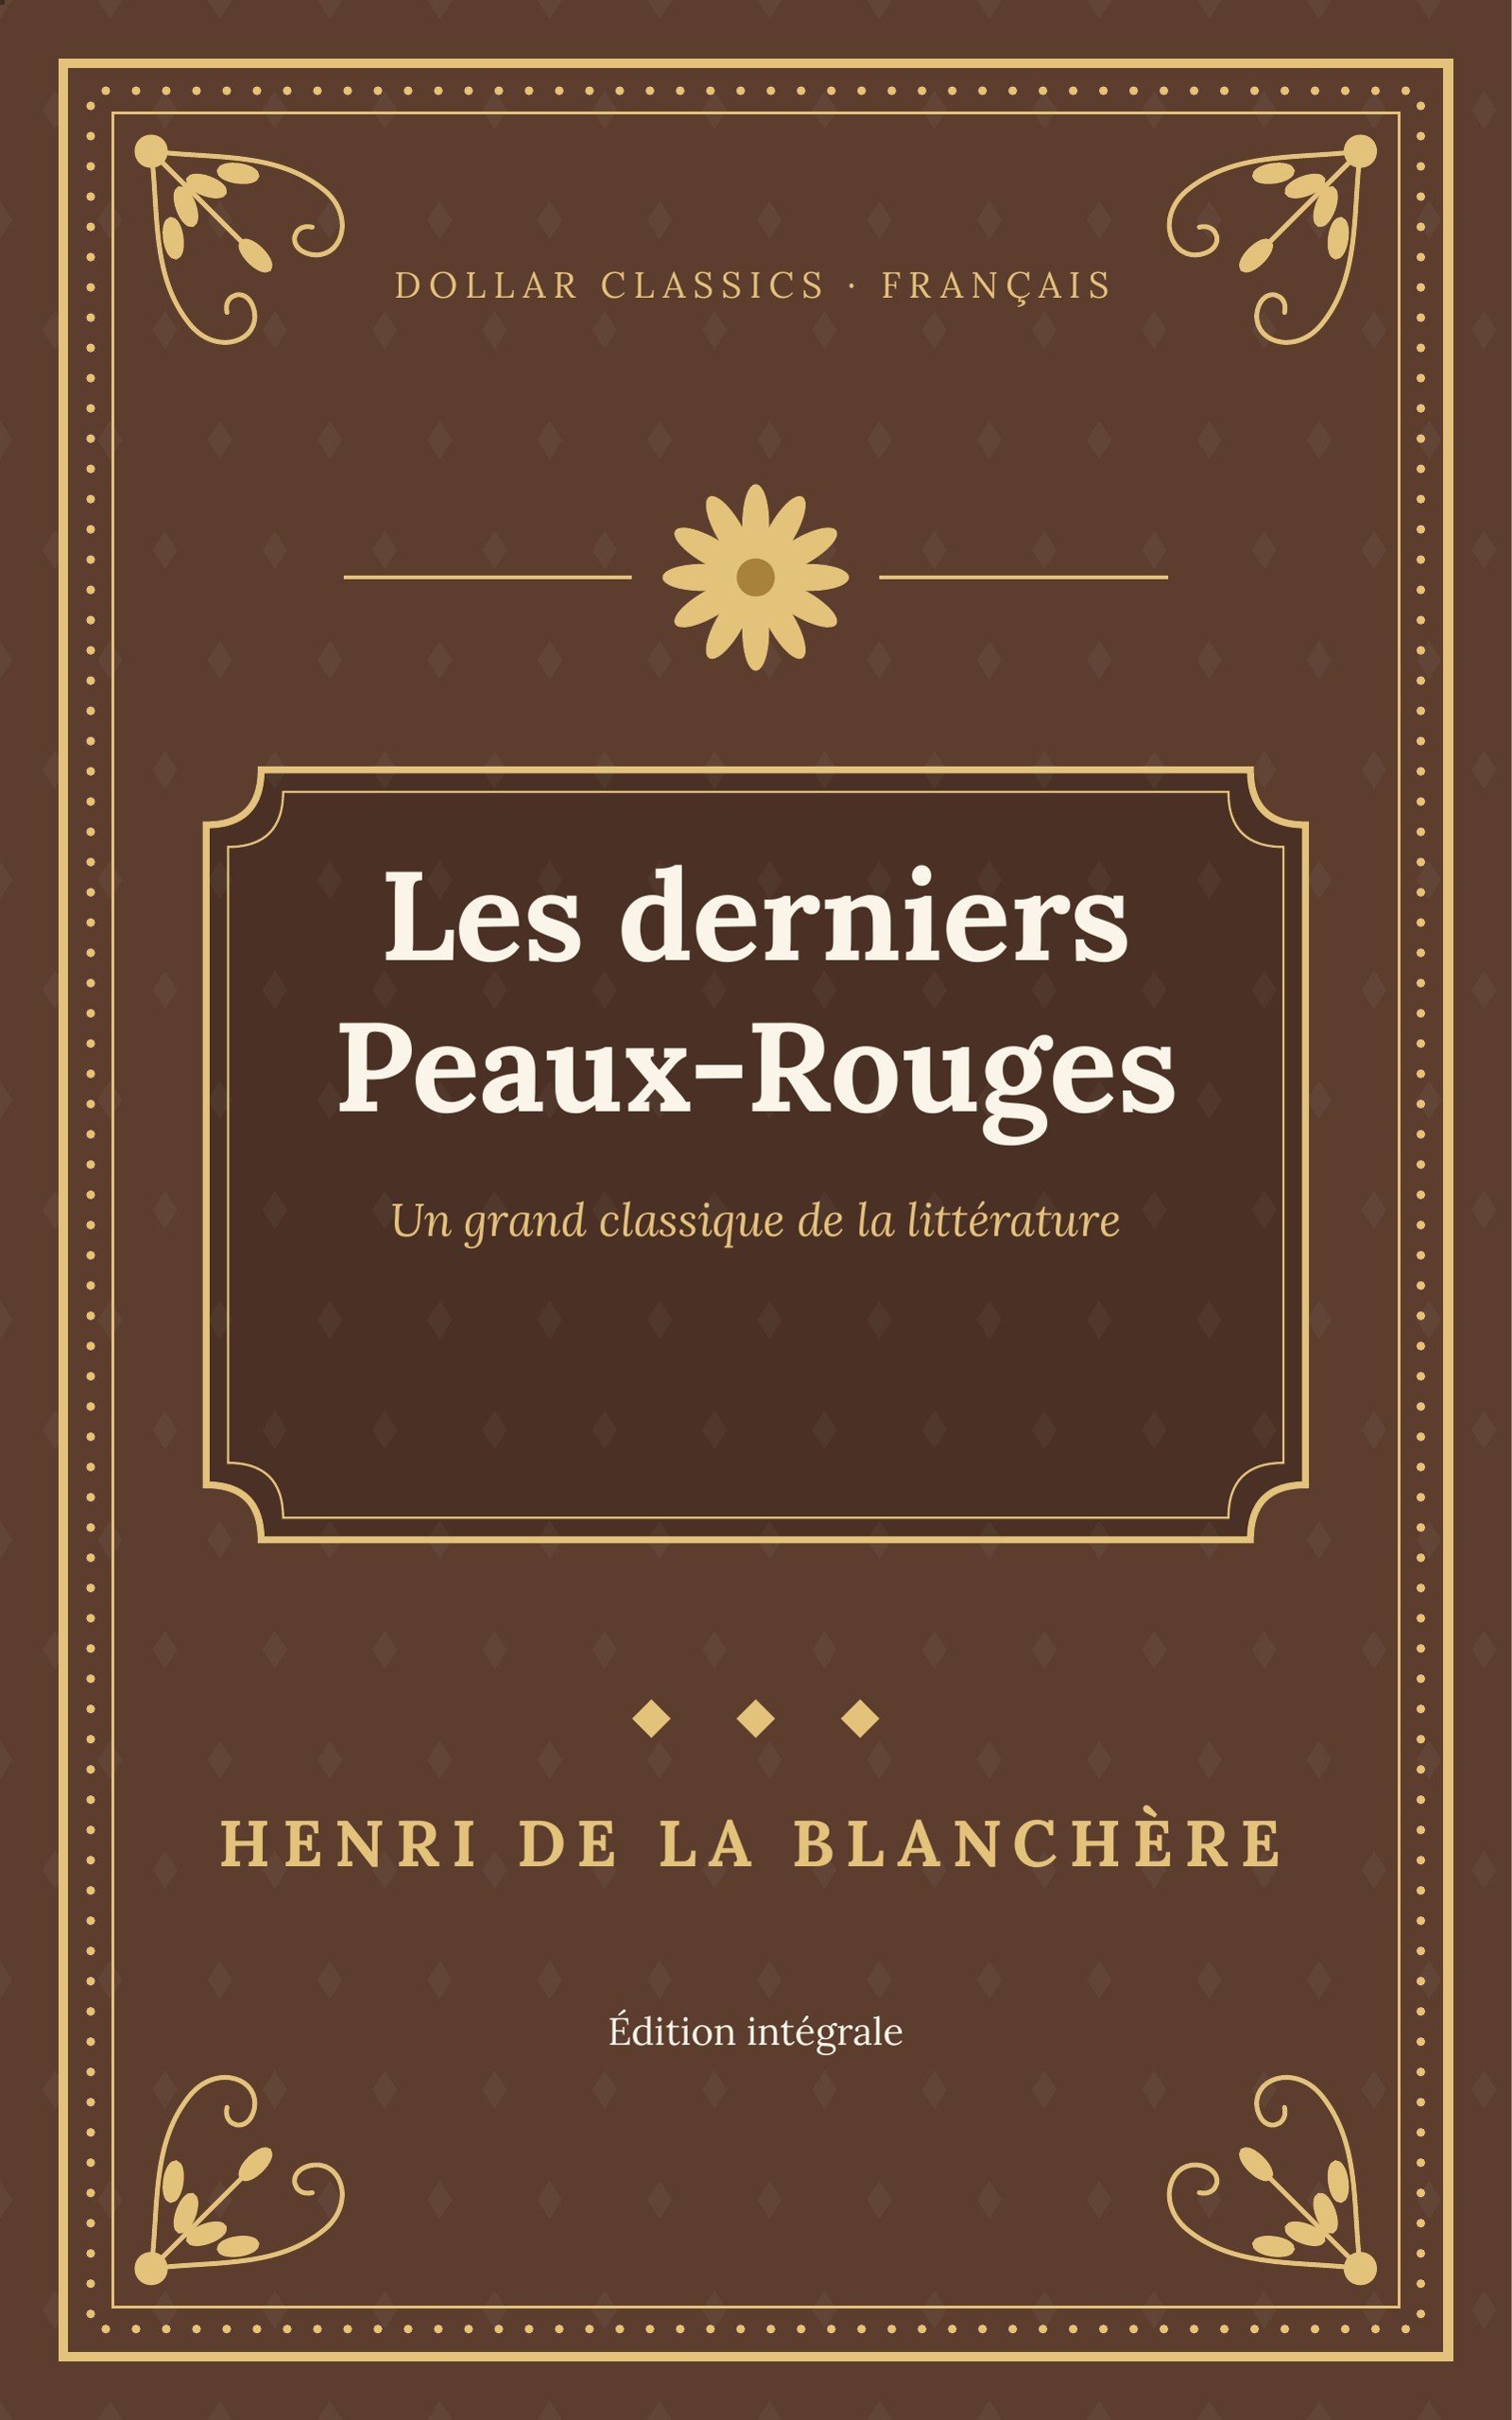 DOLLAR CLASSICS · FRANÇAIS
Les derniers
Peaux-Rouges
Un grand classique de la littérature
HENRI DE LA BLANCHÈRE
Édition intégrale